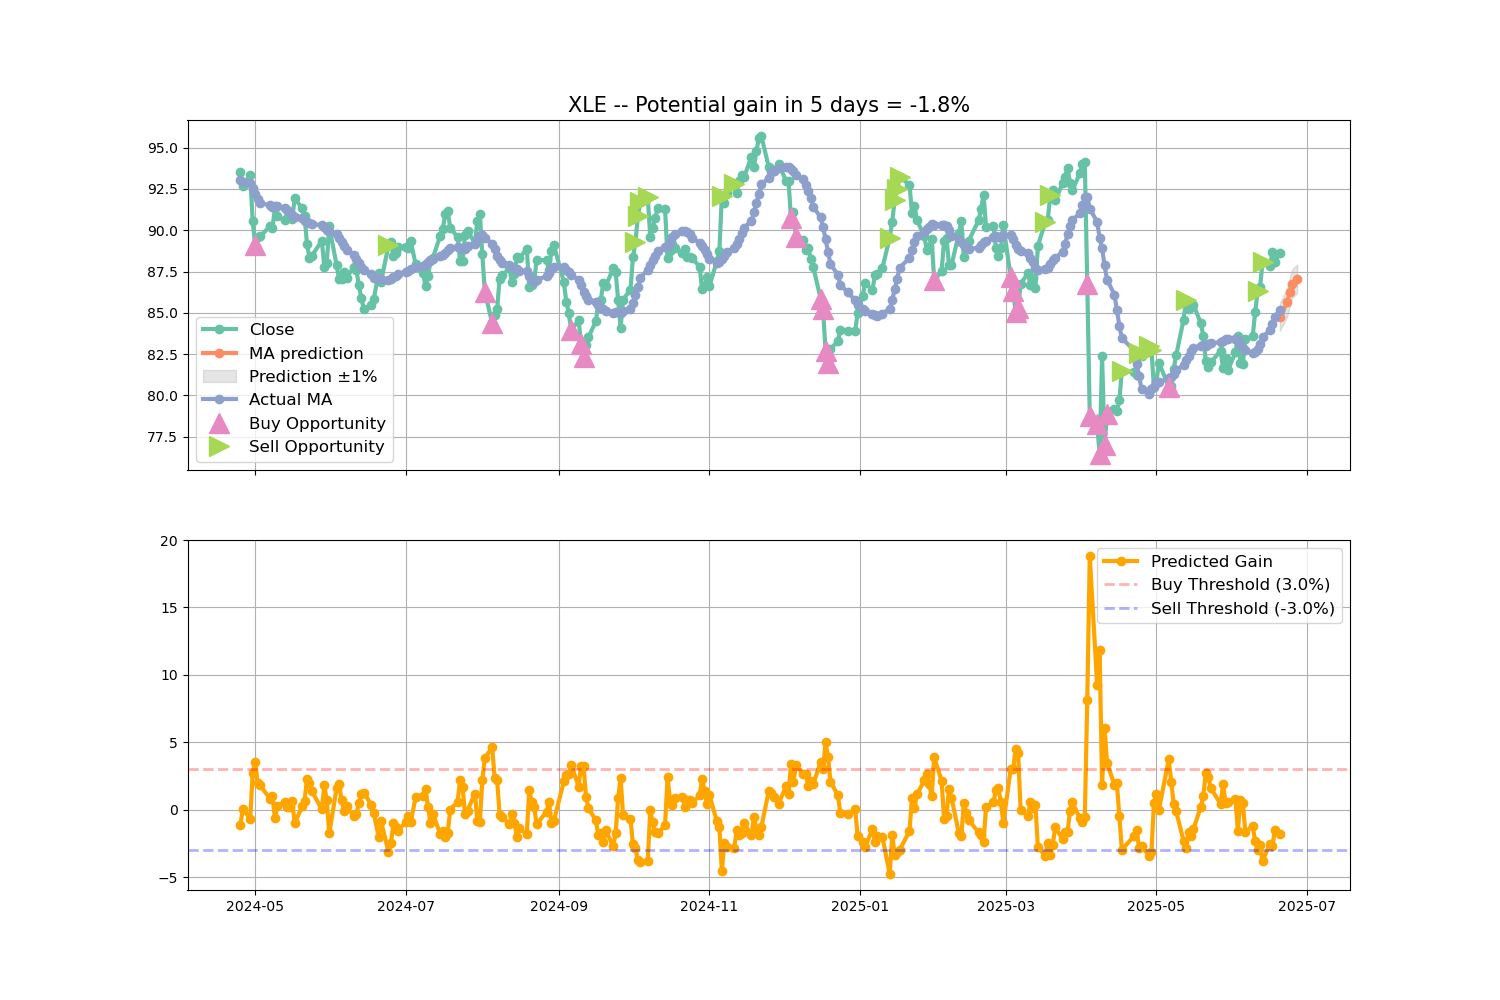 XLE -- Potential gain in 5 days = -1.8%
95.0
92.5
90.0
87.5
85.0
82.5
80.0
77.5
Close
MA prediction
Prediction ±1%
Actual MA
Buy Opportunity
Sell Opportunity
20
15
10
5
0
−5
Predicted Gain
Buy Threshold (3.0%)
Sell Threshold (-3.0%)
2024-05
2024-07
2024-09
2024-11
2025-01
2025-03
2025-05
2025-07